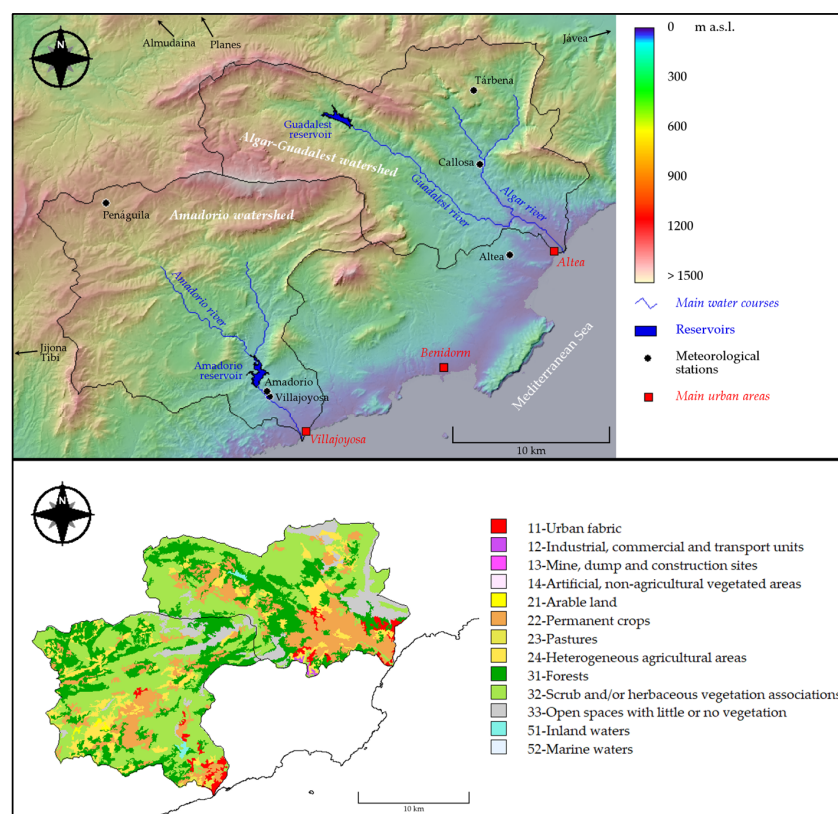 N
Almudaina
Planes
Jávea
Tárbena
Guadalest
reservoir
Algar-Guadalest watershed
Callosa
Guadalest river
Algar river
Penáguila
Amadorio watershed
Altea
Altea
Amadorio river
Jijona
Tibi
Amadorio
reservoir
Amadorio
Villajoyosa
Benidorm
Mediterranean Sea
Villajoyosa
10 km
0 m a.s.l.
300
600
900
1200
> 1500
Main water courses
Reservoirs
Meteorological
stations
Main urban areas
N
11-Urban fabric
12-Industrial, commercial and transport units
13-Mine, dump and construction sites
14-Artificial, non-agricultural vegetated areas
21-Arable land
22-Permanent crops
23-Pastures
24-Heterogeneous agricultural areas
31-Forests
32-Scrub and/or herbaceous vegetation associations
33-Open spaces with little or no vegetation
51-Inland waters
52-Marine waters
10 km